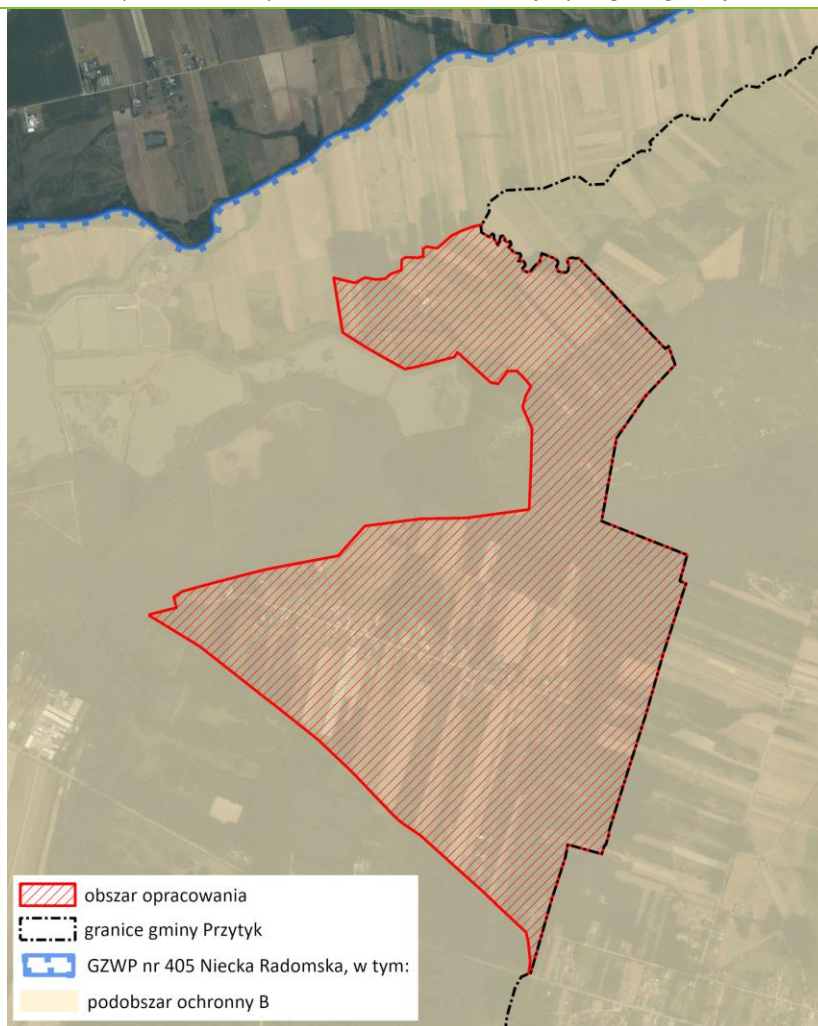 obszar opracowania
granice gminy Przytyk
GZWP nr 405 Niecka Radomska, w tym:
podobszar ochronny B